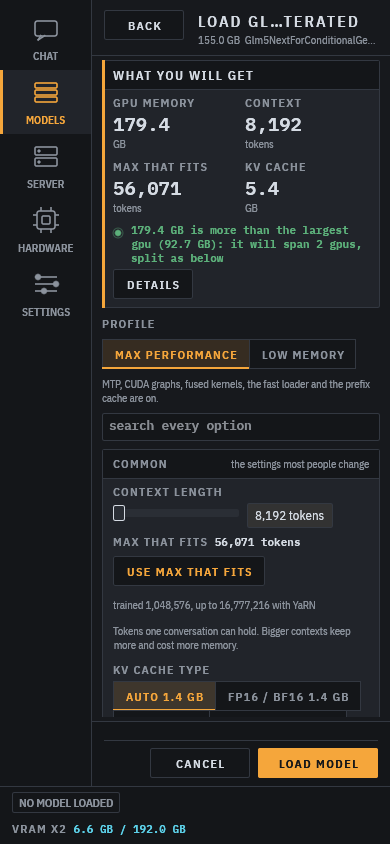 BACK
LOAD GL…TERATED
155.0 GB Glm5NextForConditionalGe...
CHAT
MODELS
SERVER
HARDWARE
SETTINGS
WHAT YOU WILL GET
GPU MEMORY
CONTEXT
179.4
8,192
GB
tokens
MAX THAT FITS
KV CACHE
56,071
5.4
tokens
GB
179.4 GB is more than the largest
gpu (92.7 GB): it will span 2 gpus,
split as below
DETAILS
PROFILE
MAX PERFORMANCE
LOW MEMORY
MTP, CUDA graphs, fused kernels, the fast loader and the prefix
cache are on.
search every option
COMMON
the settings most people change
CONTEXT LENGTH
8,192 tokens
MAX THAT FITS 56,071 tokens
USE MAX THAT FITS
trained 1,048,576, up to 16,777,216 with YaRN
Tokens one conversation can hold. Bigger contexts keep
more and cost more memory.
KV CACHE TYPE
AUTO 1.4 GB
FP16 / BF16 1.4 GB
CANCEL
LOAD MODEL
NO MODEL LOADED
VRAM X2 6.6 GB / 192.0 GB